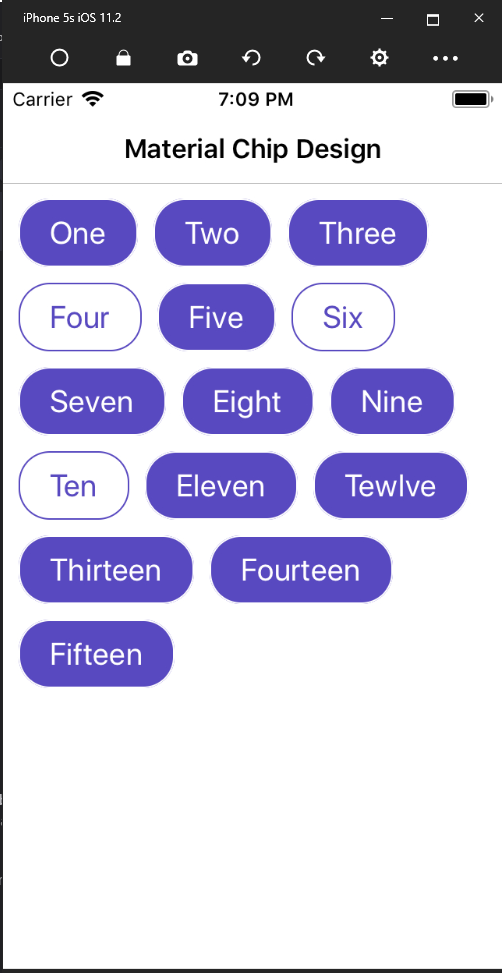 iPhone 5s iOS 11.2
Carrier 7:09 PM
Material Chip Design
One Two Three
Four Five Six
Seven Eight Nine
Ten Eleven Tewlve
Thirteen Fourteen
Fifteen